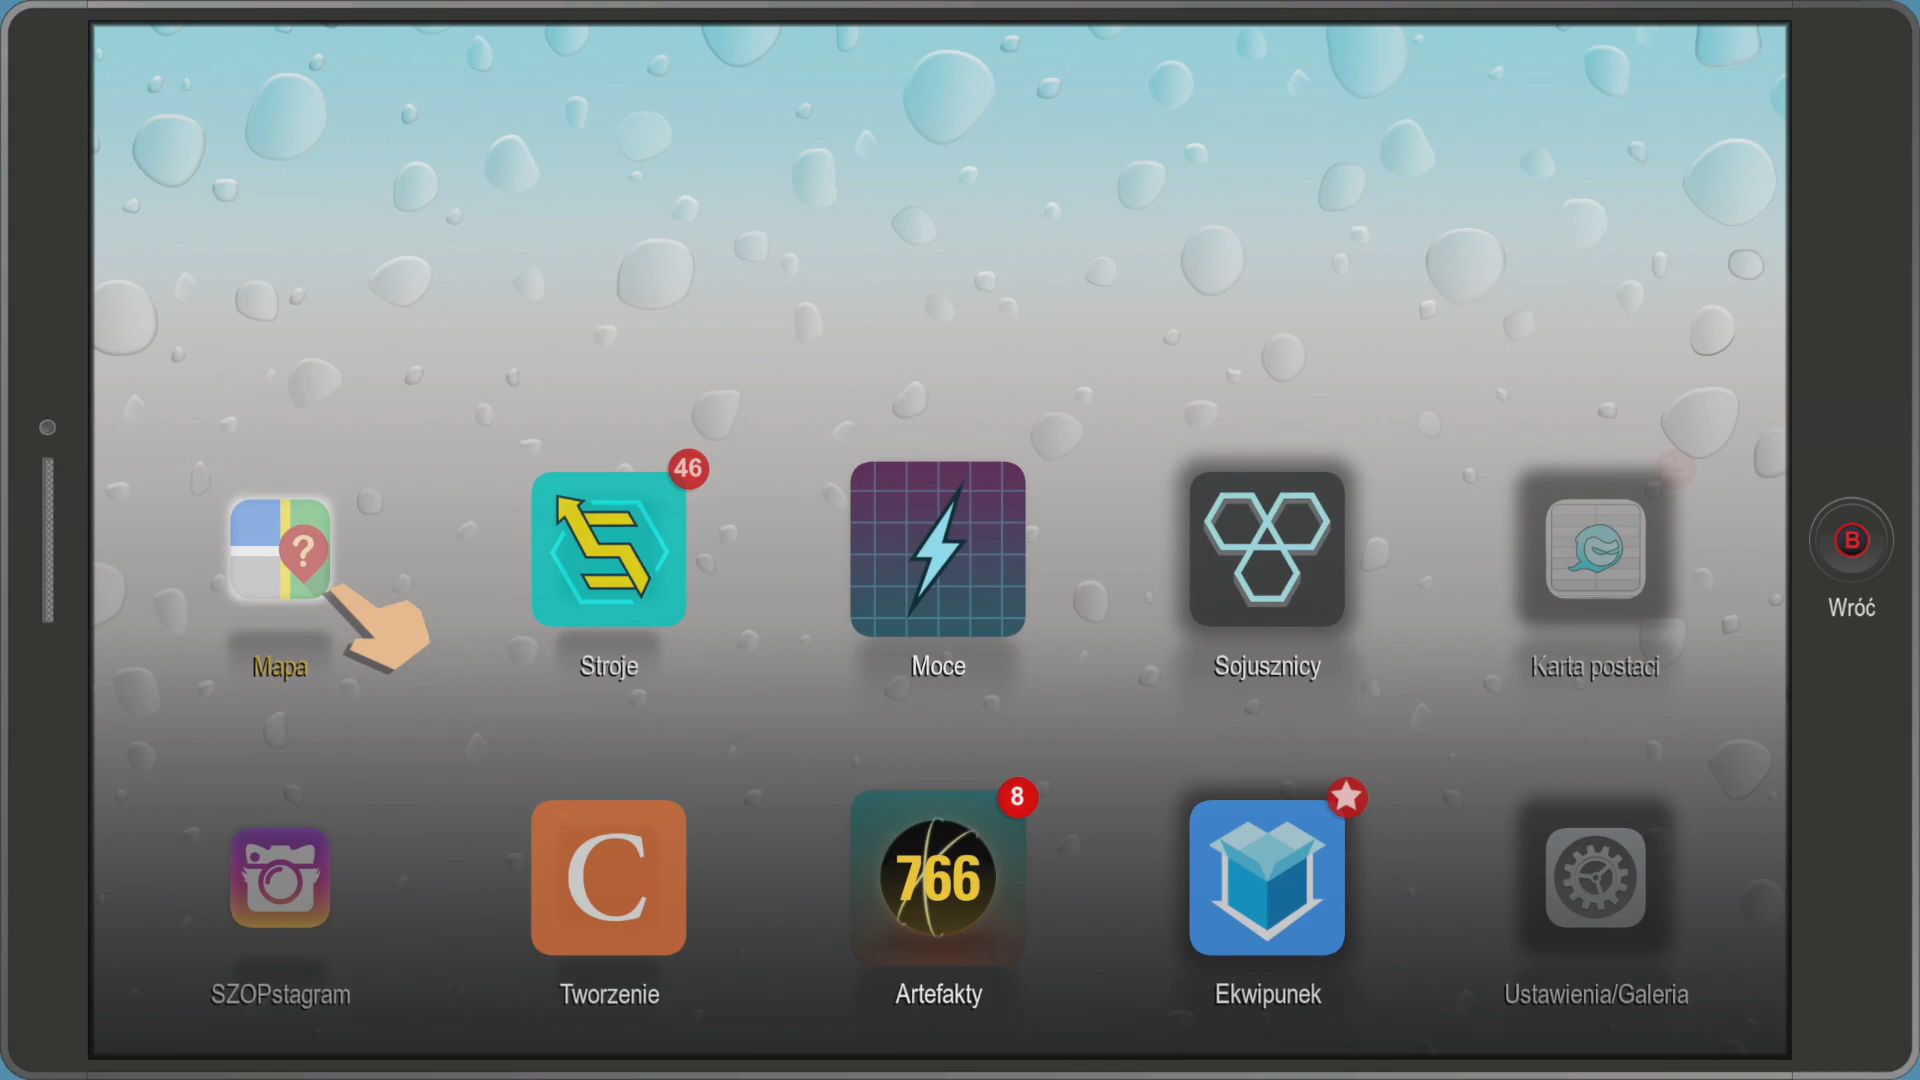 46
?
Mapa
Stroje
Moce
Sojusznicy
Karta postaci
B
Wróć
8
C
766
SZOPstagram
Tworzenie
Artefakty
Ekwipunek
Ustawienia/Galeria